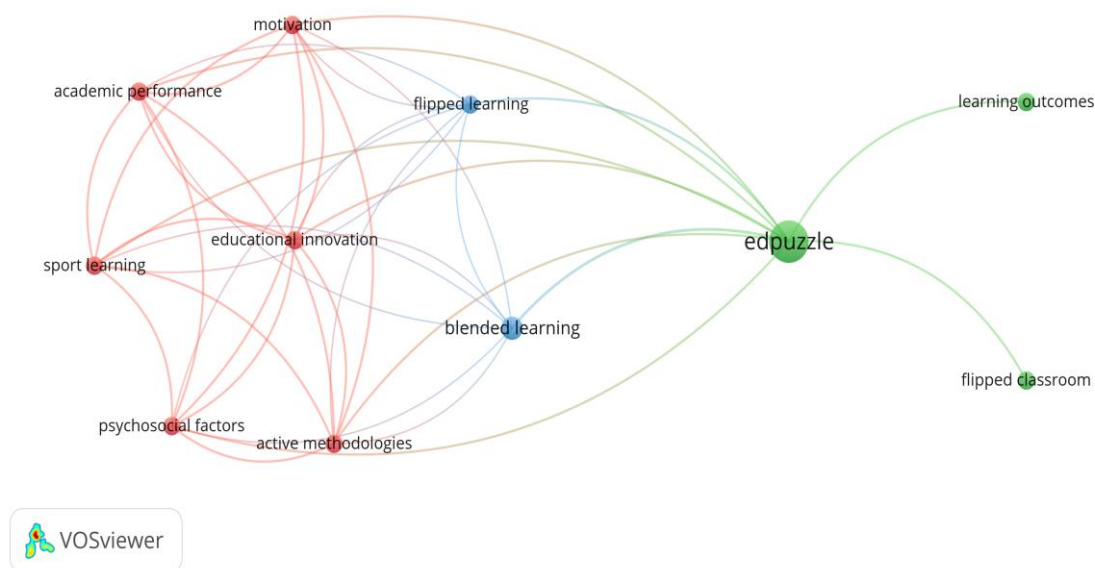 motivation
academic performance
flipped learning
learning outcomes
educational innovation
edpuzzle
sport learning
blended learning
flipped classroom
psychosocial factors
active methodologies
VOSviewer